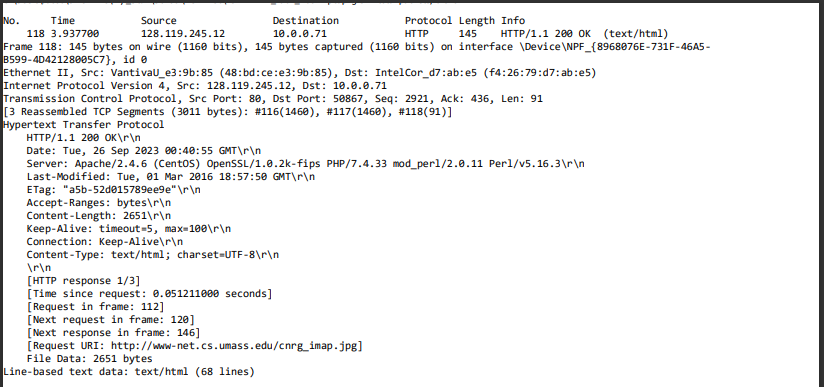 No. Time Source Destination Protocol Length Info
118 3.937700 128.119.245.12 10.0.0.71 HTTP 145 HTTP/1.1 200 OK (text/html)
Frame 118: 145 bytes on wire (1160 bits), 145 bytes captured (1160 bits) on interface \Device\NPF_{8968076E-731F-46A5-
B599-4D42128005C7}, id 0
Ethernet II, Src: VantivaU_e3:9b:85 (48:bd:ce:e3:9b:85), Dst: IntelCor_d7:ab:e5 (f4:26:79:d7:ab:e5)
Internet Protocol Version 4, Src: 128.119.245.12, Dst: 10.0.0.71
Transmission Control Protocol, Src Port: 80, Dst Port: 50867, Seq: 2921, Ack: 436, Len: 91
[3 Reassembled TCP Segments (3011 bytes): #116(1460), #117(1460), #118(91)]
Hypertext Transfer Protocol
HTTP/1.1 200 OK\r\n
Date: Tue, 26 Sep 2023 00:40:55 GMT\r\n
Server: Apache/2.4.6 (CentOS) OpenSSL/1.0.2k-fips PHP/7.4.33 mod_perl/2.0.11 Perl/v5.16.3\r\n
Last-Modified: Tue, 01 Mar 2016 18:57:50 GMT\r\n
ETag: "a5b-52d015789ee9e"\r\n
Accept-Ranges: bytes\r\n
Content-Length: 2651\r\n
Keep-Alive: timeout=5, max=100\r\n
Connection: Keep-Alive\r\n
Content-Type: text/html; charset=UTF-8\r\n
\r\n
[HTTP response 1/3]
[Time since request: 0.051211000 seconds]
[Request in frame: 112]
[Next request in frame: 120]
[Next response in frame: 146]
[Request URI: http://www-net.cs.umass.edu/cnrg_imap.jpg]
File Data: 2651 bytes
Line-based text data: text/html (68 lines)